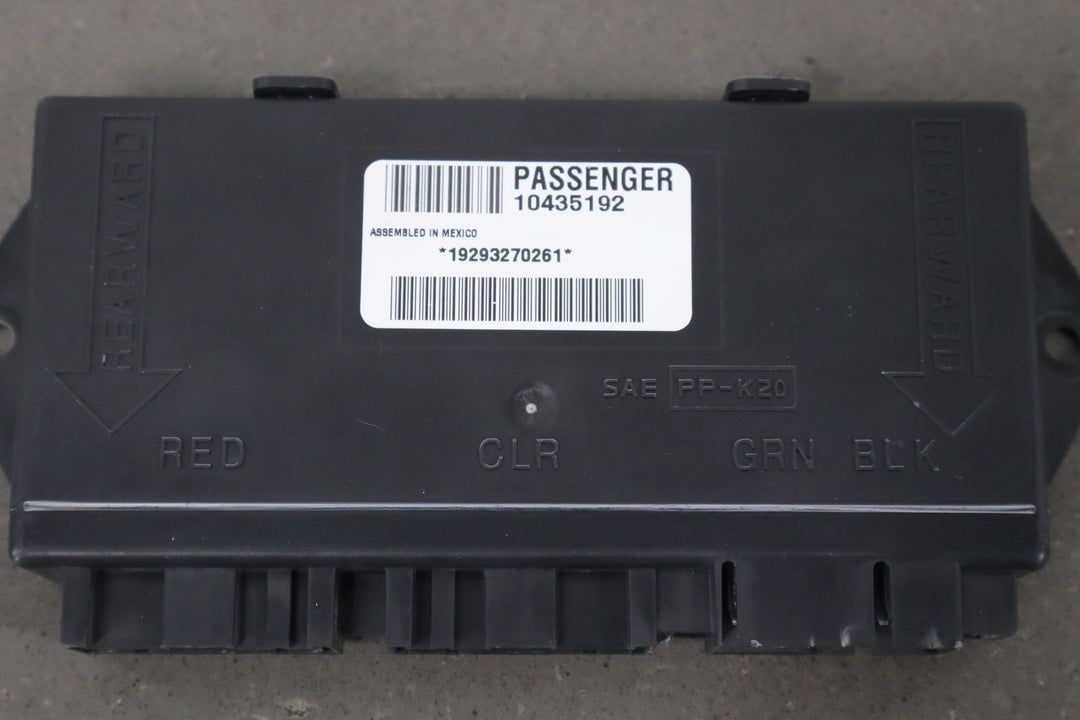 PASSENGER
10435192
ASSEMBLED IN MEXICO
*19293270261*
REARWARD
REARWARD
SAE PP-K20
RED CLR GRN BLK